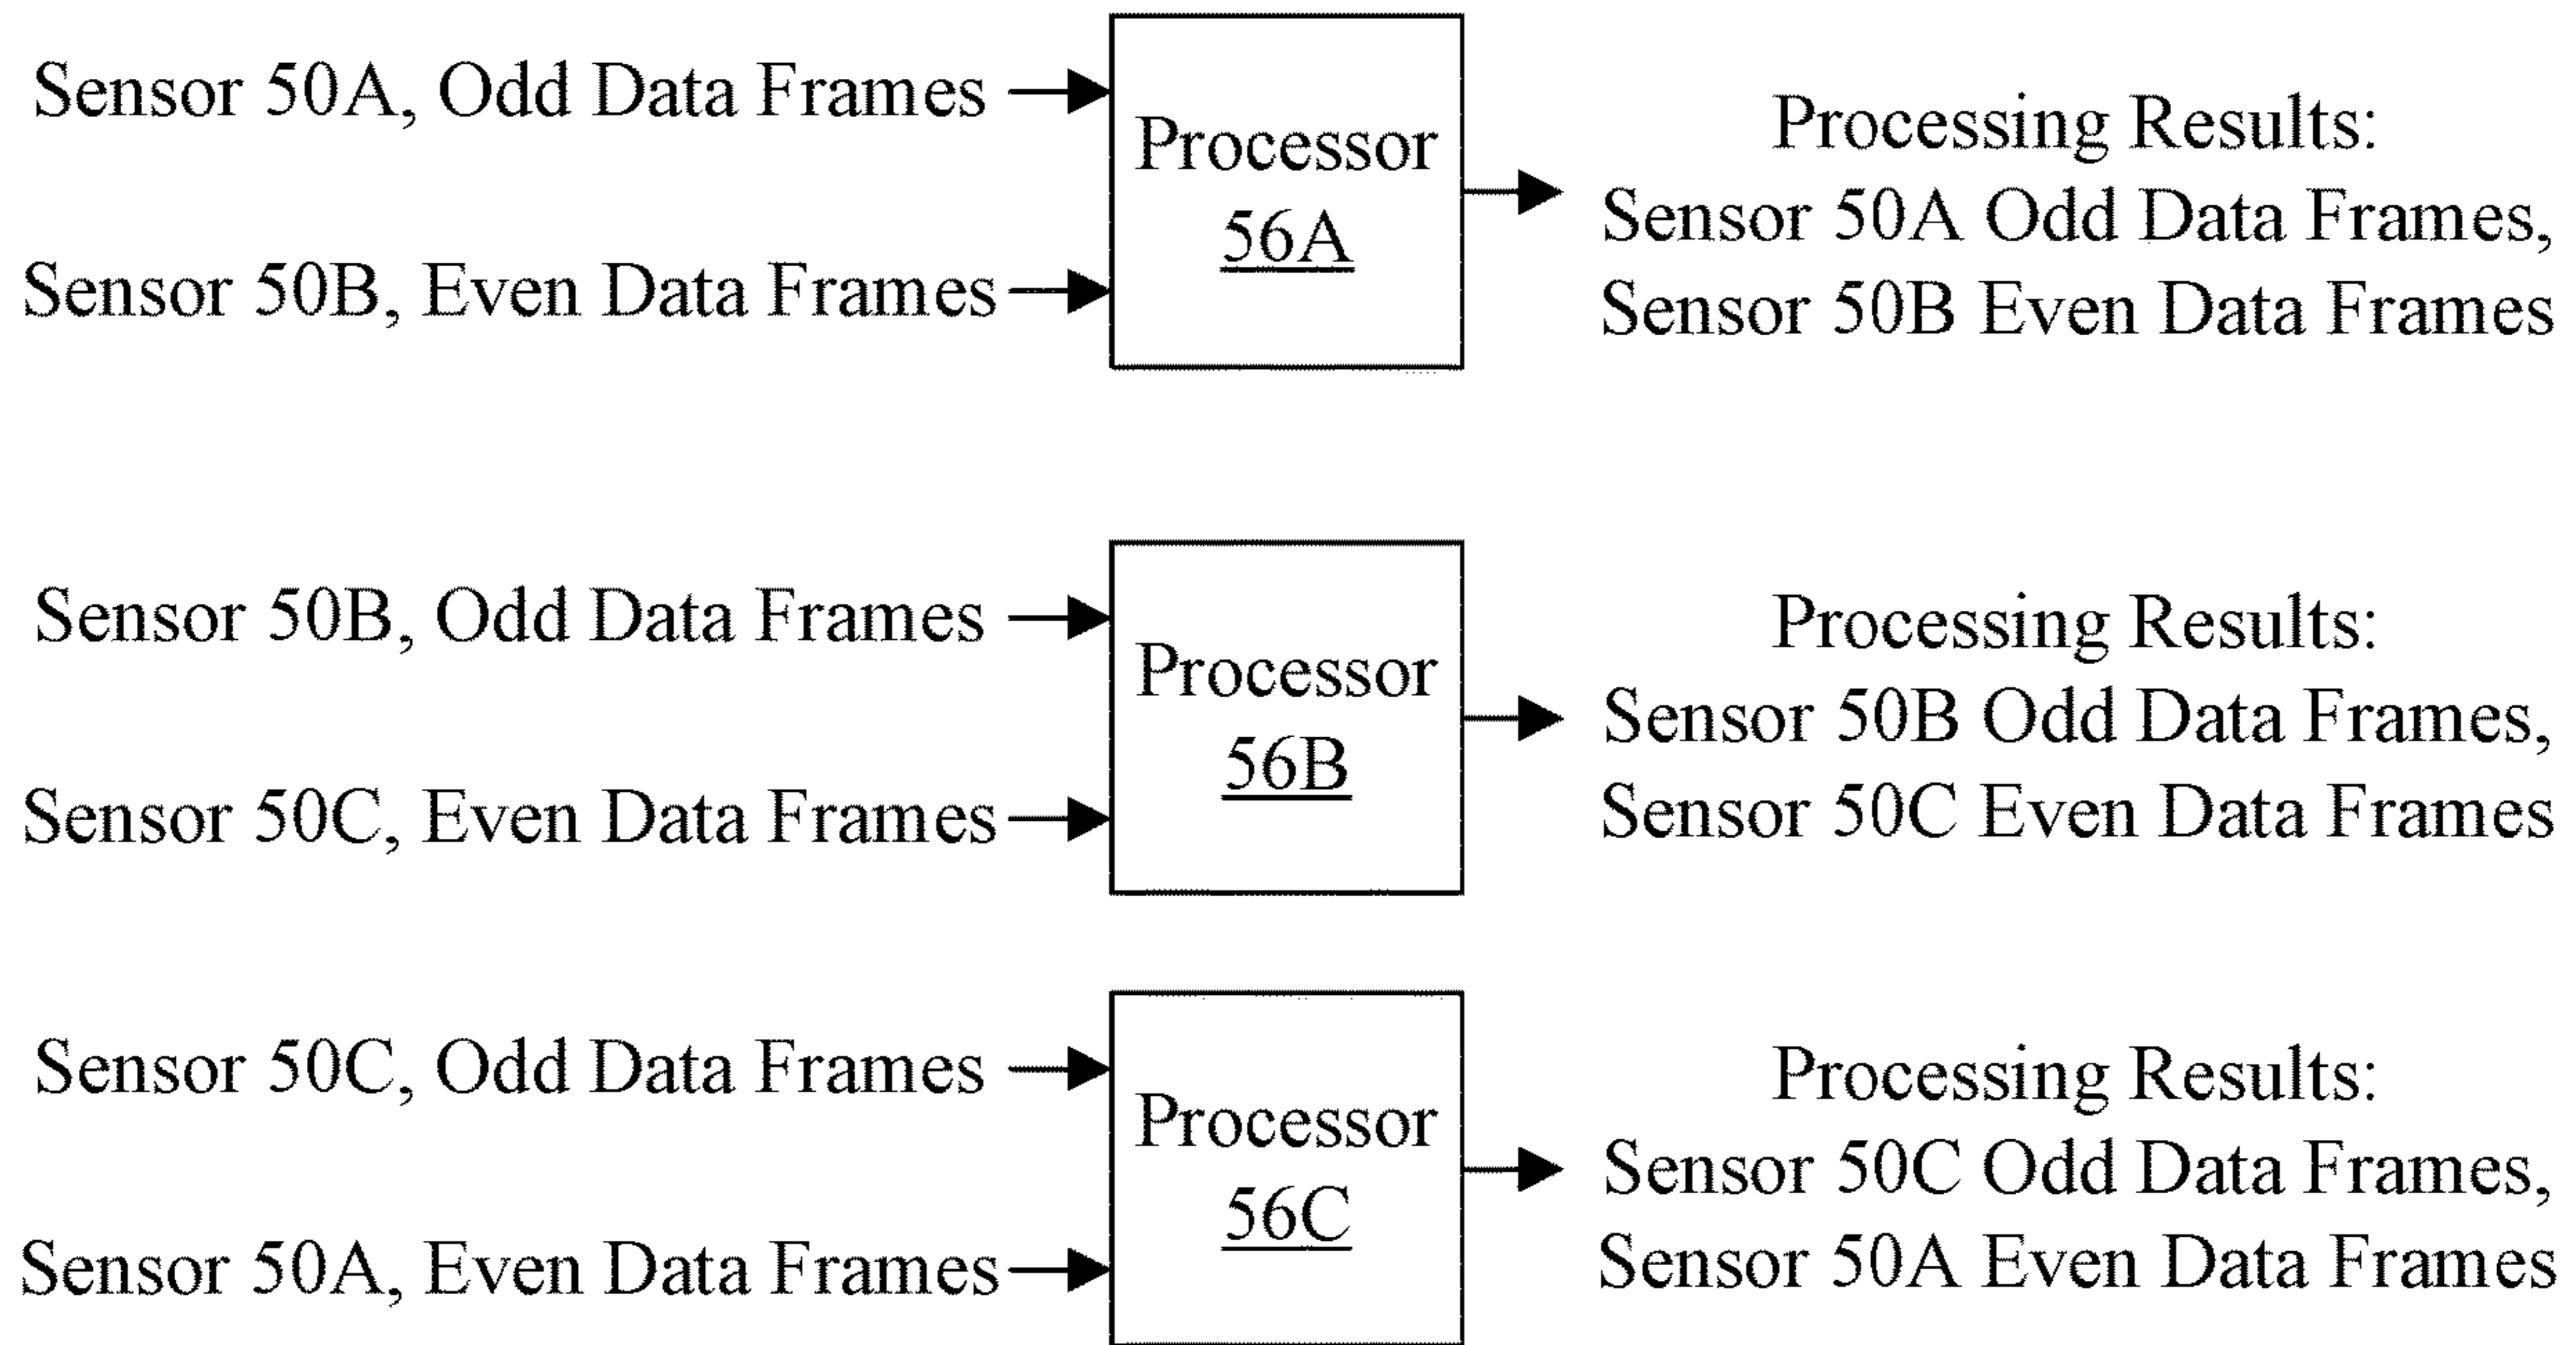 Sensor 50A, Odd Data Frames
Sensor 50B, Even Data Frames
Processor
56A
Processing Results:
Sensor 50A Odd Data Frames,
Sensor 50B Even Data Frames
Sensor 50B, Odd Data Frames
Sensor 50C, Even Data Frames
Processor
56B
Processing Results:
Sensor 50B Odd Data Frames,
Sensor 50C Even Data Frames
Sensor 50C, Odd Data Frames
Sensor 50A, Even Data Frames
Processor
56C
Processing Results:
Sensor 50C Odd Data Frames,
Sensor 50A Even Data Frames